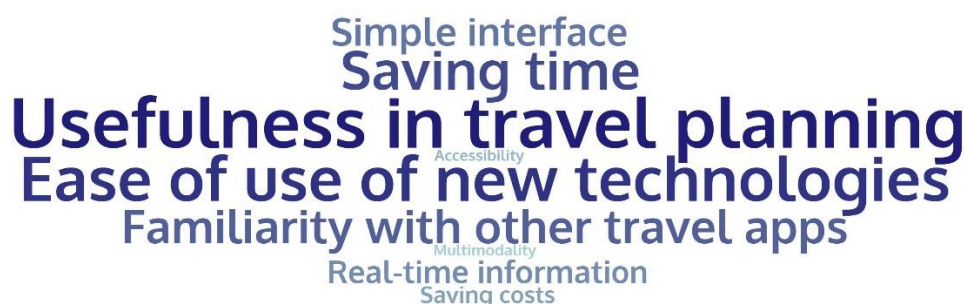 Simple interface
Saving time
Usefulness in travel planning
Accessibility
Ease of use of new technologies
Familiarity with other travel apps
Multimodality
Real-time information
Saving costs